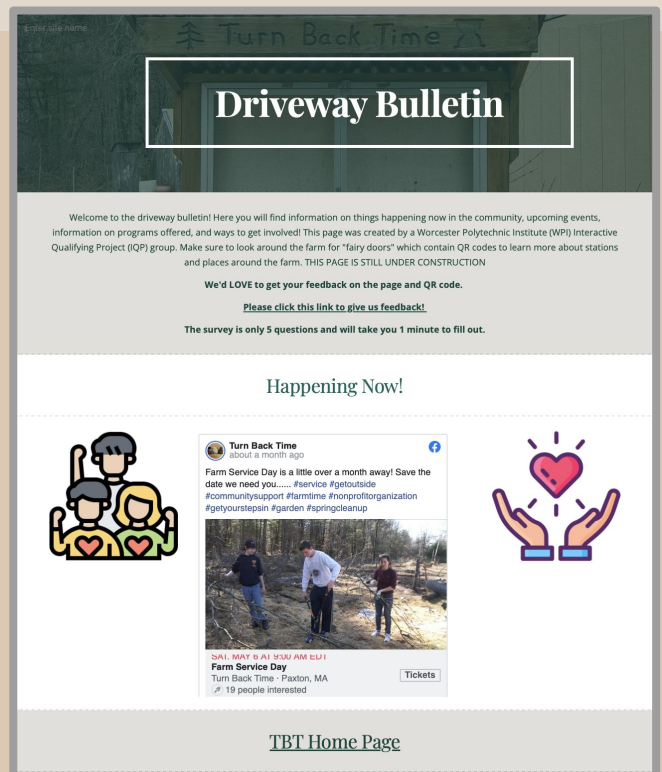 Enter site name
Turn Back Time
Driveway Bulletin
Welcome to the driveway bulletin! Here you will find information on things happening now in the community, upcoming events,
information on programs offered, and ways to get involved! This page was created by a Worcester Polytechnic Institute (WPI) Interactive
Qualifying Project (IQP) group. Make sure to look around the farm for "fairy doors" which contain QR codes to learn more about stations
and places around the farm. THIS PAGE IS STILL UNDER CONSTRUCTION
We'd LOVE to get your feedback on the page and QR code.
Please click this link to give us feedback!
The survey is only 5 questions and will take you 1 minute to fill out.
Happening Now!
Turn Back Time
about a month ago
Farm Service Day is a little over a month away! Save the
date we need you...... #service #getoutside
#communitysupport #farmtime #nonprofitorganization
#getyourstepsin #garden #springcleanup
SAT. MAY 6 AT 9:00 AM EDT
Farm Service Day
Turn Back Time · Paxton, MA
Tickets
19 people interested
TBT Home Page